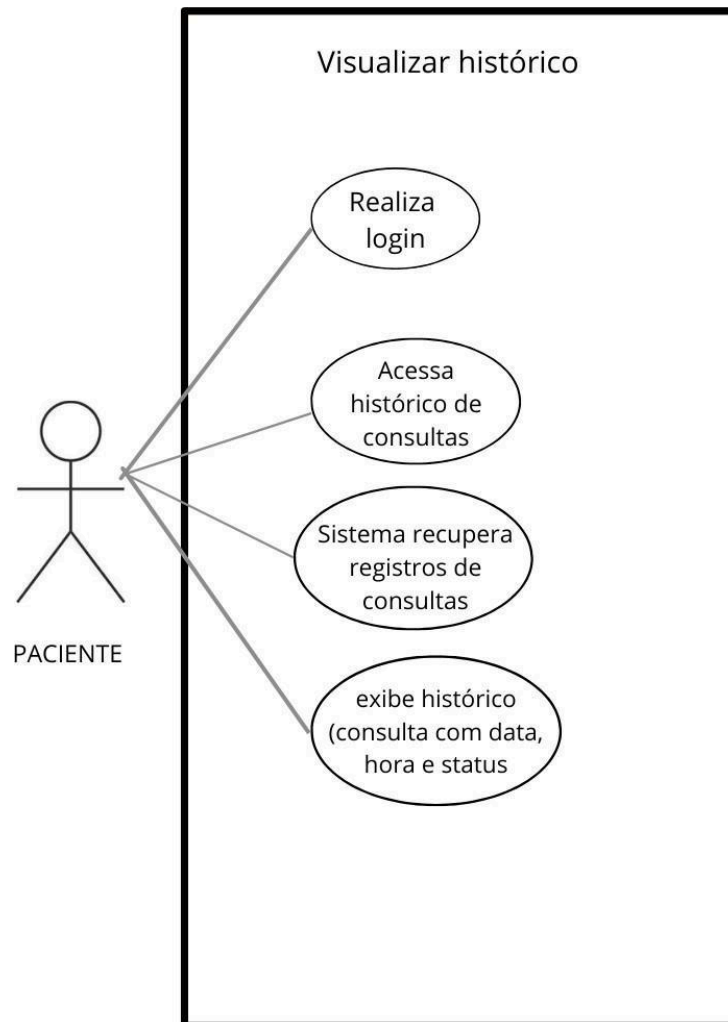 Visualizar histórico
Realiza
login
Acessa
histórico de
consultas
Sistema recupera
registros de
consultas
PACIENTE
exibe histórico
(consulta com data,
hora e status